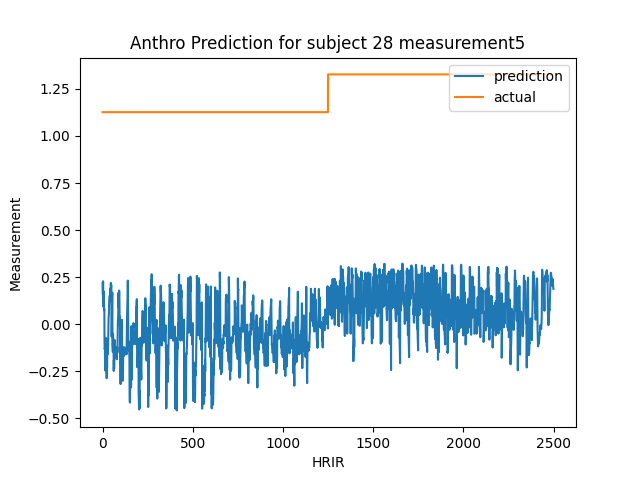 Anthro Prediction for subject 28 measurement5
prediction
actual
1.25
1.00
0.75
0.50
0.25
0.00
−0.25
−0.50
Measurement
0
500
1000
1500
2000
2500
HRIR